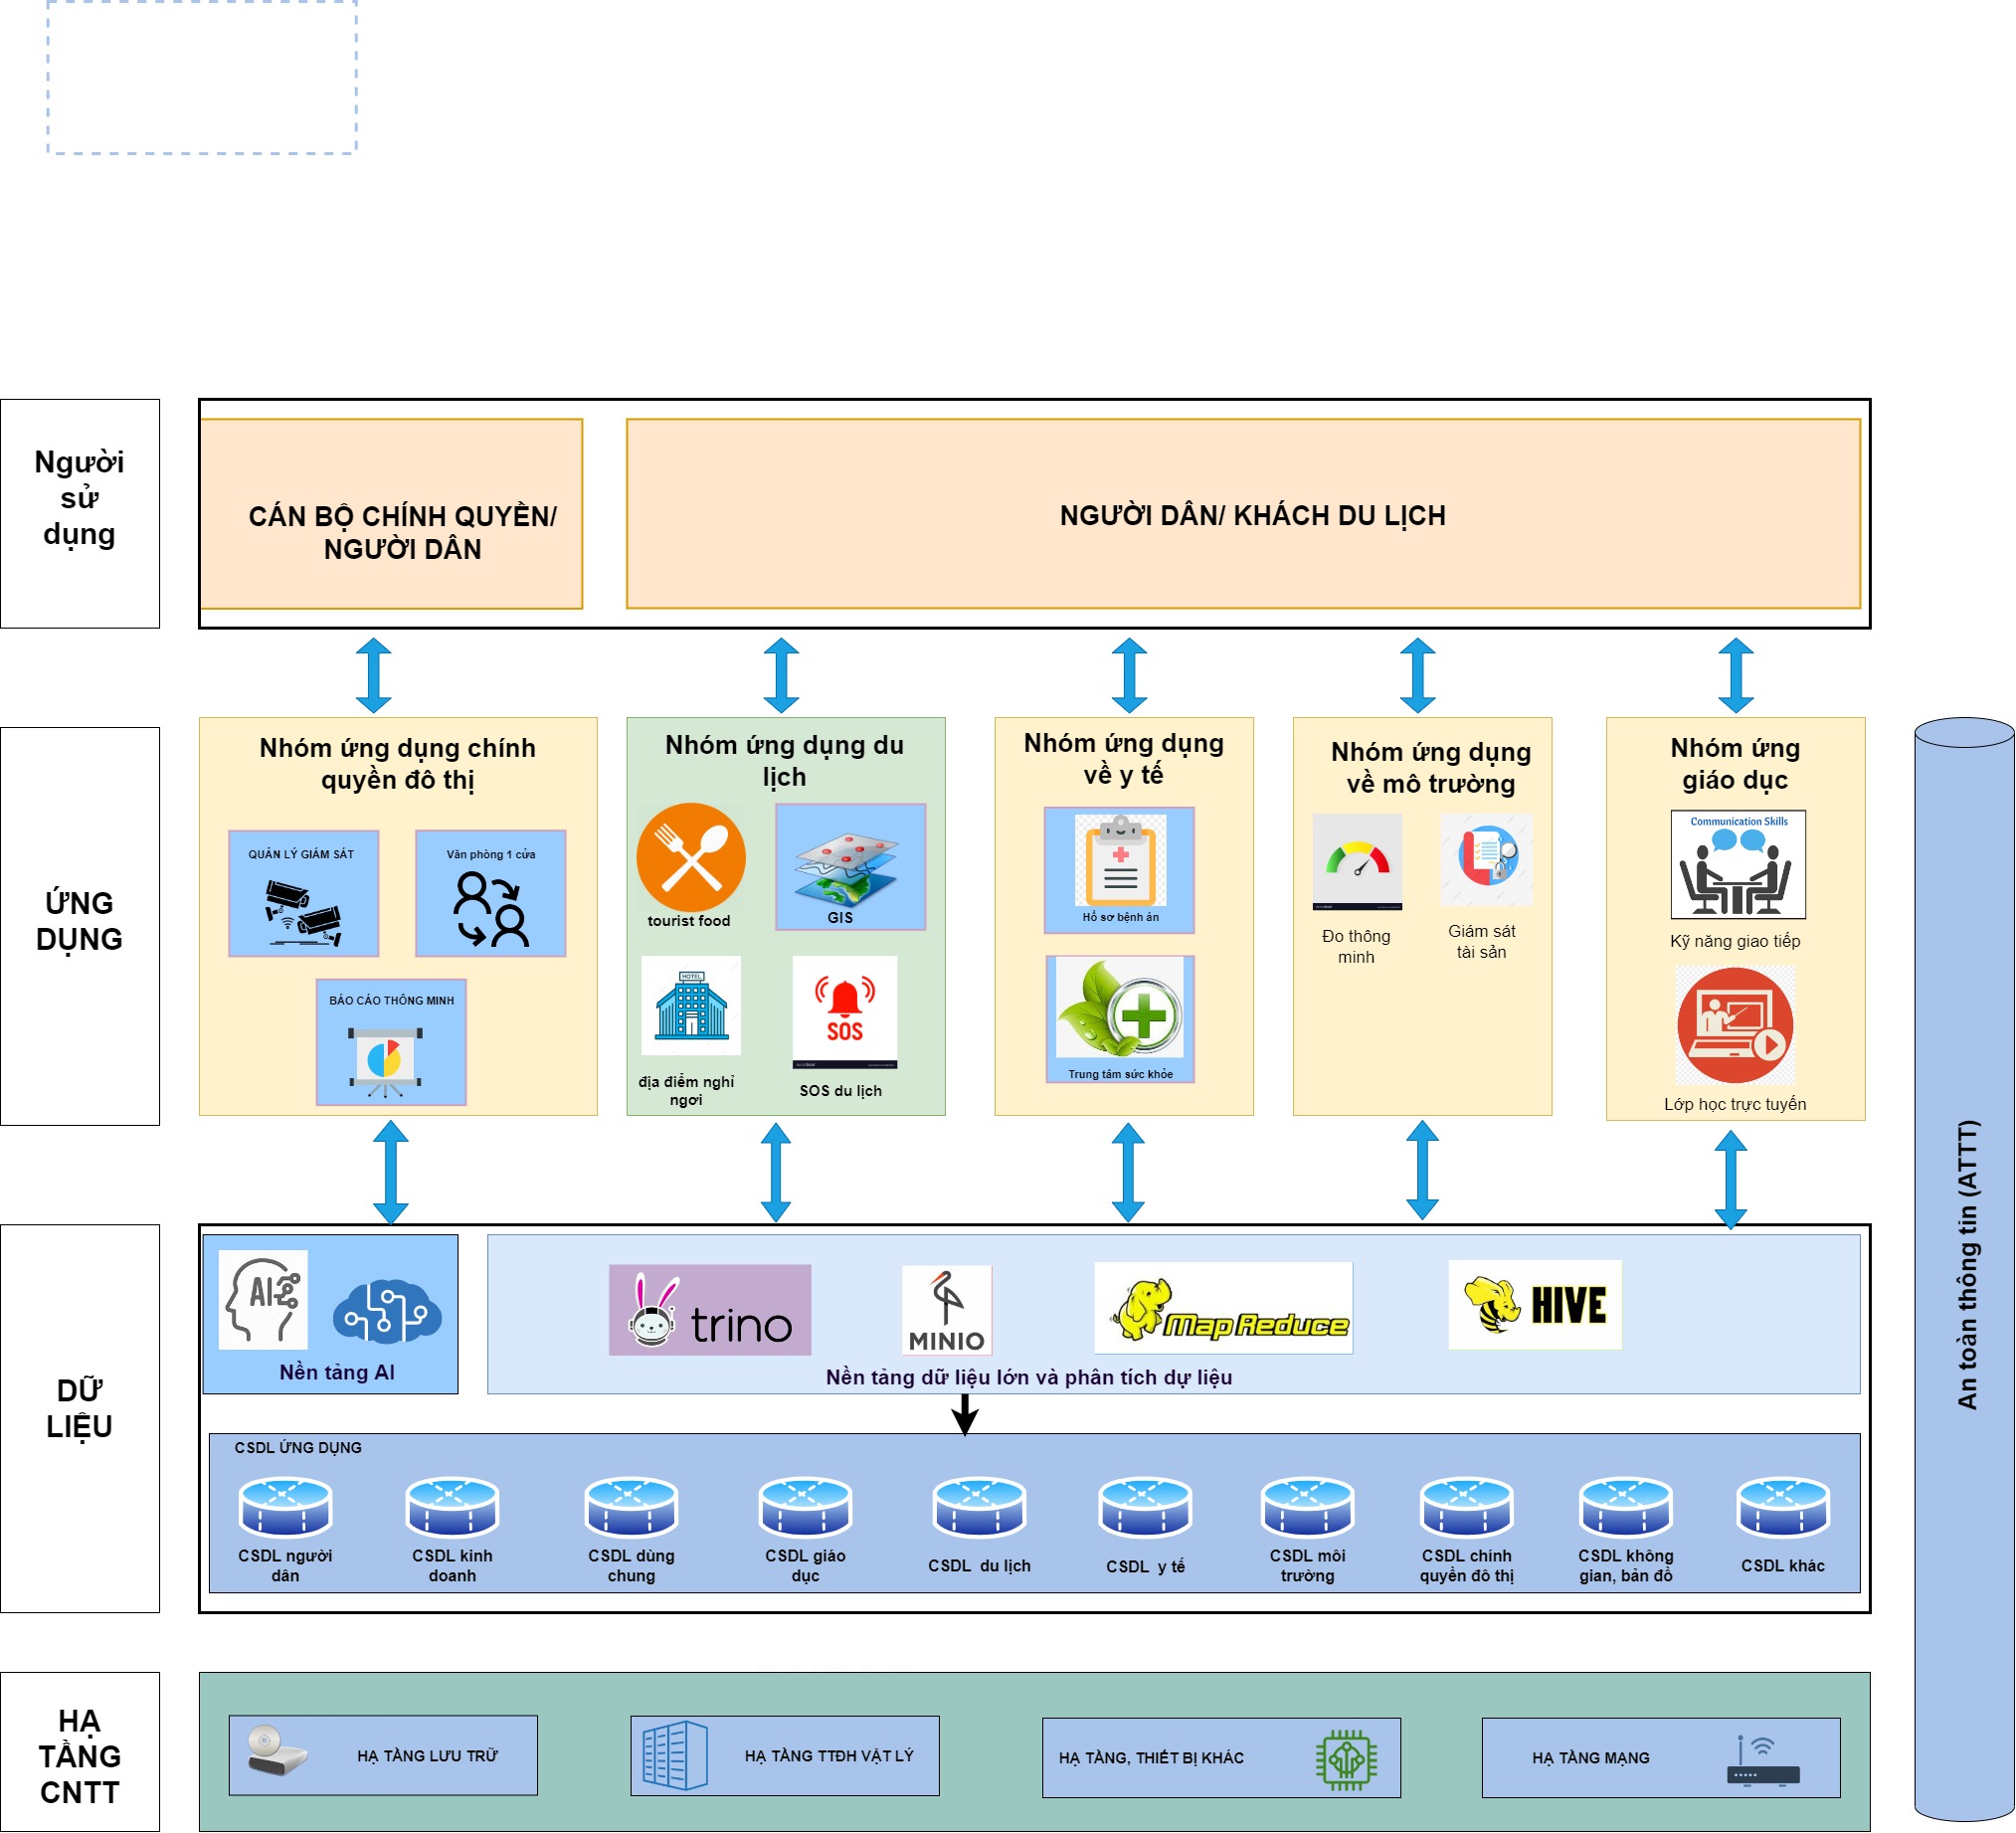 Người
sử
dụng
CÁN BỘ CHÍNH QUYỀN/
NGƯỜI DÂN
NGƯỜI DÂN/ KHÁCH DU LỊCH
ỨNG
DỤNG
Nhóm ứng dụng chính
quyền đô thị
QUẢN LÝ GIÁM SÁT
Văn phòng 1 cửa
BÁO CÁO THÔNG MINH
Nhóm ứng dụng du
lịch
tourist food
GIS
HOTEL
địa điểm nghỉ
ngơi
SOS
SOS du lịch
Nhóm ứng dụng
về y tế
Hồ sơ bệnh án
Trung tâm sức khỏe
Nhóm ứng dụng
về mô trường
Đo thông
minh
Giám sát
tài sản
Nhóm ứng
giáo dục
Communication Skills
Kỹ năng giao tiếp
Lớp học trực tuyến
An toàn thông tin (ATTT)
DỮ
LIỆU
AI
Nền tảng AI
trino
MINIO
Map Reduce
HIVE
Nền tảng dữ liệu lớn và phân tích dự liệu
CSDL ỨNG DỤNG
CSDL người
dân
CSDL kinh
doanh
CSDL dùng
chung
CSDL giáo
dục
CSDL  du lịch
CSDL  y tế
CSDL môi
trường
CSDL chính
quyền đô thị
CSDL không
gian, bản đồ
CSDL khác
HẠ
TẦNG
CNTT
HẠ TẦNG LƯU TRỮ
HẠ TẦNG TTĐH VẬT LÝ
HẠ TẦNG, THIẾT BỊ KHÁC
HẠ TẦNG MẠNG